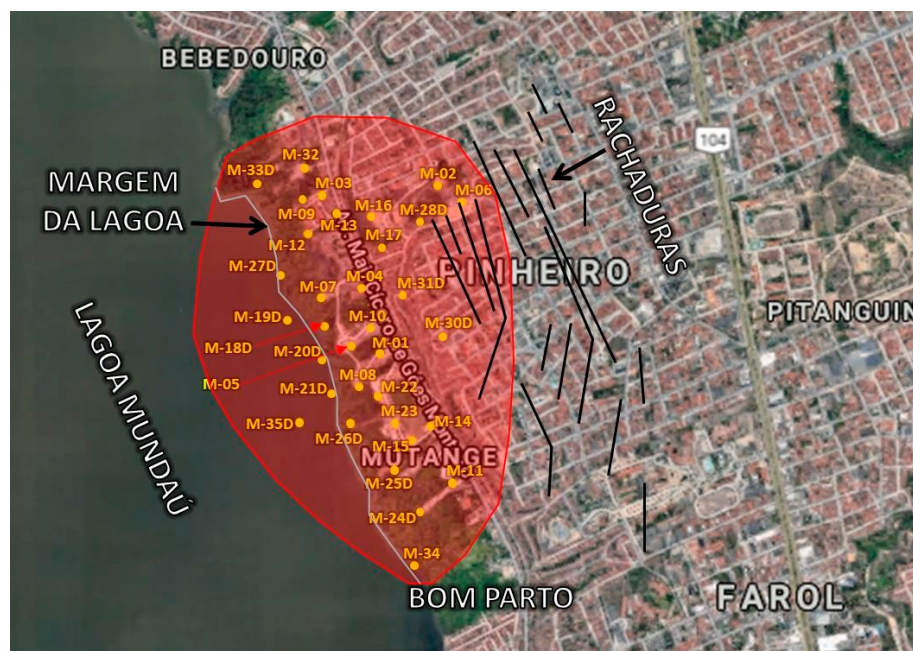 BEBEDOURO
104
RACHADURAS
MARGEM
DA LAGOA
M-32
M-33D
M-03
M-02
M-06
M-09
M-13
M-16
M-28D
M-12
M-17
PINHEIRO
M-27D
M-04
M-07
M-31D
PITANGUIN
LAGOA MUNDAÚ
M-19D
M-10
M-30D
M-18D
M-20D
M-01
M-05
M-08
M-21D
M-22
M-23
M-35D
M-26D
M-14
M-15
MUTANGE
M-25D
M-11
M-24D
M-34
BOM PARTO
FAROL